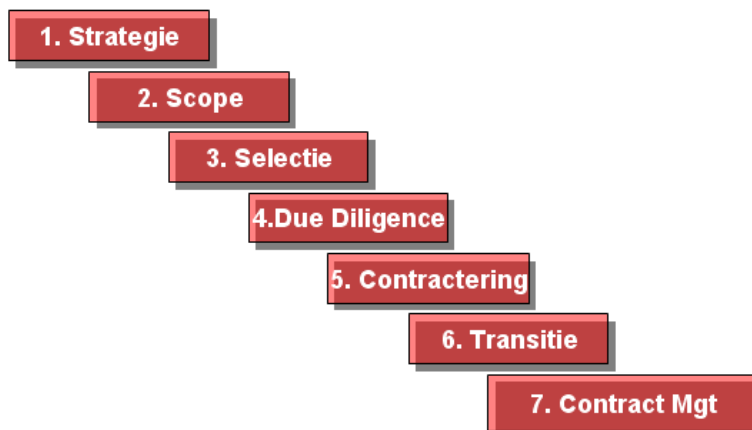 1. Strategie
2. Scope
3. Selectie
4.Due Diligence
5. Contractering
6. Transitie
7. Contract Mgt